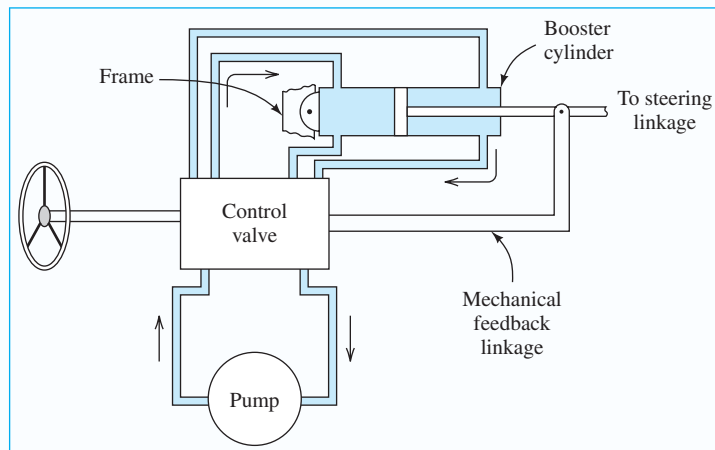 Booster
cylinder
Frame
To steering
linkage
Control
valve
Mechanical
feedback
linkage
Pump